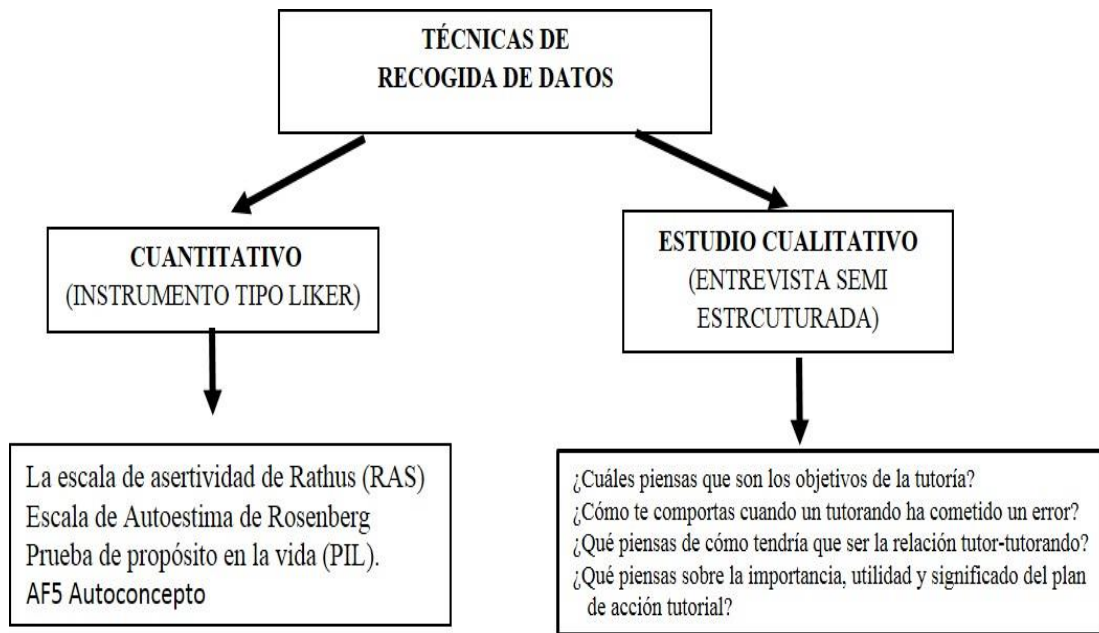 TÉCNICAS DE
RECOGIDA DE DATOS
CUANTITATIVO
(INSTRUMENTO TIPO LIKER)
ESTUDIO CUALITATIVO
(ENTREVISTA SEMI
ESTRCUTURADA)
La escala de asertividad de Rathus (RAS)
Escala de Autoestima de Rosenberg
Prueba de propósito en la vida (PIL).
AF5 Autoconcepto
¿Cuáles piensas que son los objetivos de la tutoría?
¿Cómo te comportas cuando un tutorando ha cometido un error?
¿Qué piensas de cómo tendría que ser la relación tutor-tutorando?
¿Qué piensas sobre la importancia, utilidad y significado del plan
de acción tutorial?